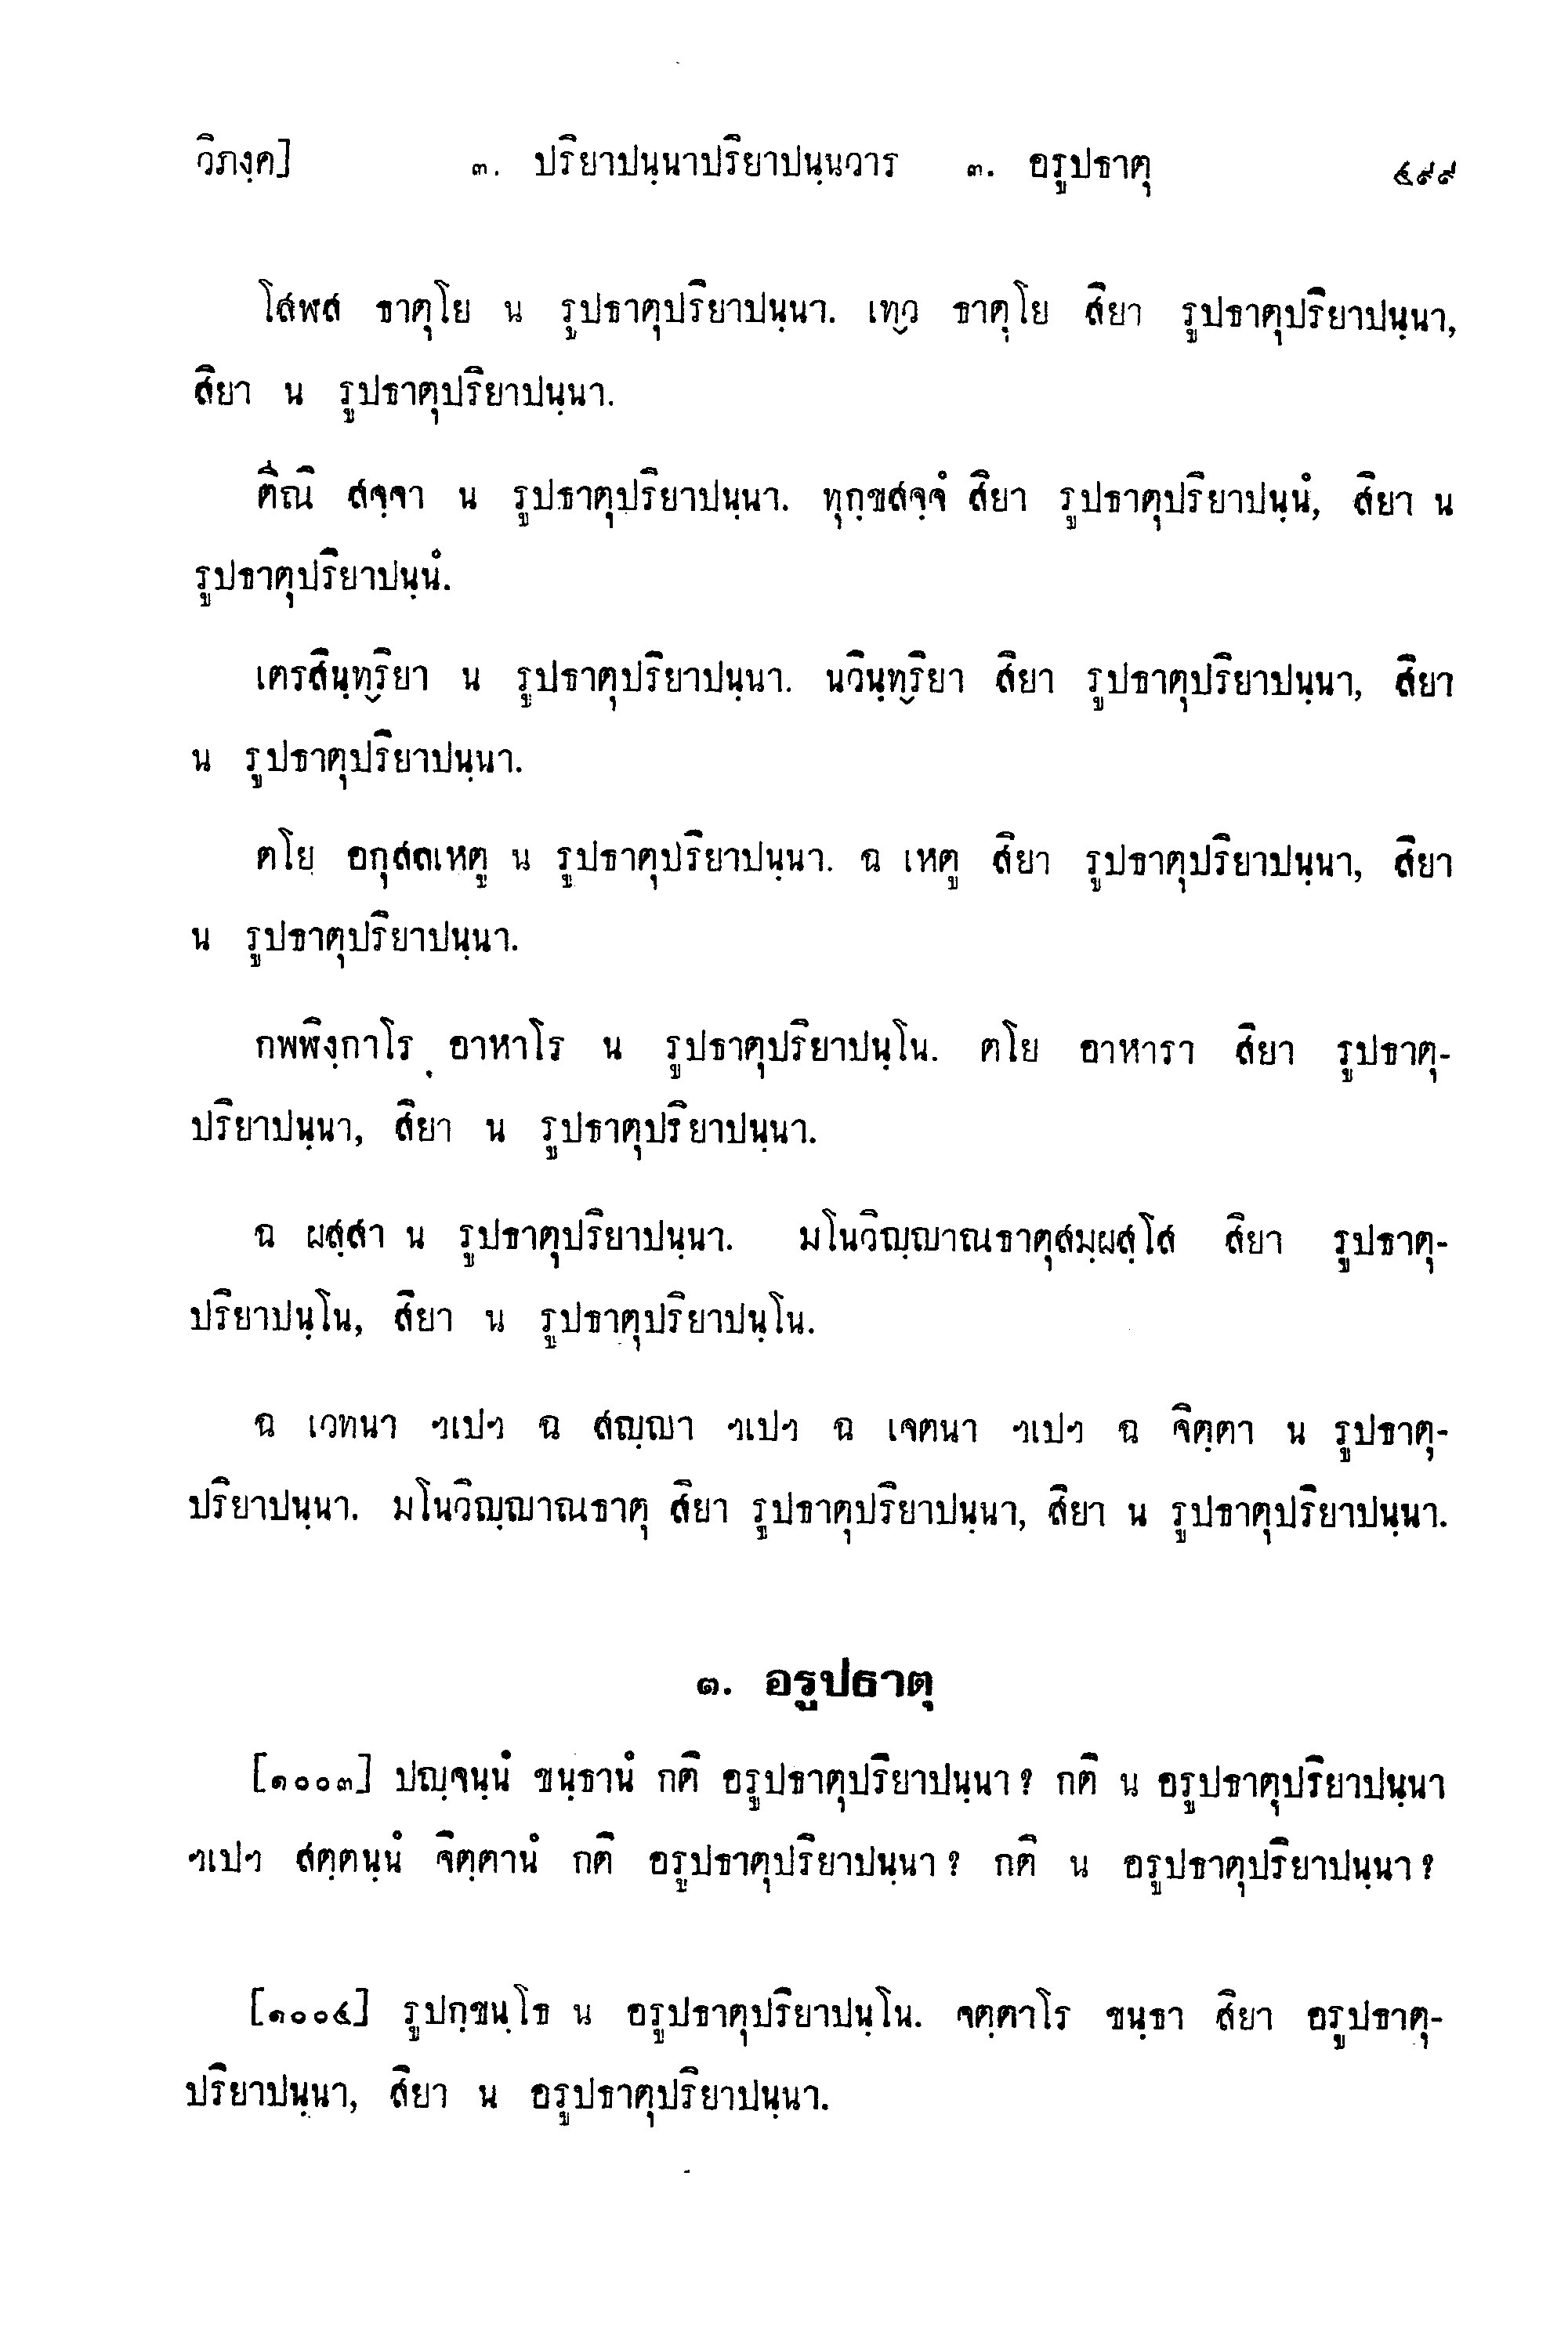 วิภงฺค]	๓. ปริยาปนฺนาปริยาปนฺนวาร ๓. อรูปธาตุ	๔๙๙
โสฬส ธาตุโย น รูปธาตุปริยาปนฺนา. เทฺว ธาตุโย สิยา รูปธาตุปริยาปนฺนา,
สิยา น รูปธาตุปริยาปนฺนา.
ตีณิ สจฺจา น รูปธาตุปริยาปนฺนา. ทุกฺขสจฺจํ สิยา รูปธาตุปริยาปนฺนํ, สิยา น
รูปธาตุปริยาปนฺนํ.
เตรสินฺทฺริยา น รูปธาตุปริยาปนฺนา. นวินฺทฺริยา สิยา รูปธาตุปริยาปนฺนา, สิยา
น รูปธาตุปริยาปนฺนา.
ตโย อกุสลเหตู น รูปธาตุปริยาปนฺนา. ฉ เหตู สิยา รูปธาตุปริยาปนฺนา, สิยา
น รูปธาตุปริยาปนฺนา.
กพฬิงฺกาโร อาหาโร น รูปธาตุปริยาปนฺโน. ตโย อาหารา สิยา รูปธาตุ-
ปริยาปนฺนา, สิยา น รูปธาตุปริยาปนฺนา.
ฉ ผสฺสา น รูปธาตุปริยาปนฺนา. มโนวิญฺญาณธาตุสมฺผสฺโส สิยา รูปธาตุ-
ปริยาปนฺโน, สิยา น รูปธาตุปริยาปนฺโน.
ฉ เวทนา ฯเปฯ ฉ สญฺญา ฯเปฯ ฉ เจตนา ฯเปฯ ฉ จิตฺตา น รูปธาตุ-
ปริยาปนฺนา. มโนวิญฺญาณธาตุ สิยา รูปธาตุปริยาปนฺนา, สิยา น รูปธาตุปริยาปนฺนา.
๓. อรูปธาตุ
[๑๐๐๓] ปญฺจนฺนํ ขนฺธานํ กติ อรูปธาตุปริยาปนฺนา? กติ น อรูปธาตุปริยาปนฺนา
ฯเปฯ สตฺตนฺนํ จิตฺตานํ กติ อรูปธาตุปริยาปนฺนา? กติ น อรูปธาตุปริยาปนฺนา?
[๑๐๐๔] รูปกฺขนฺโธ น อรูปธาตุปริยาปนฺโน. จตฺตาโร ขนฺธา สิยา อรูปธาตุ-
ปริยาปนฺนา, สิยา น อรูปธาตุปริยาปนฺนา.